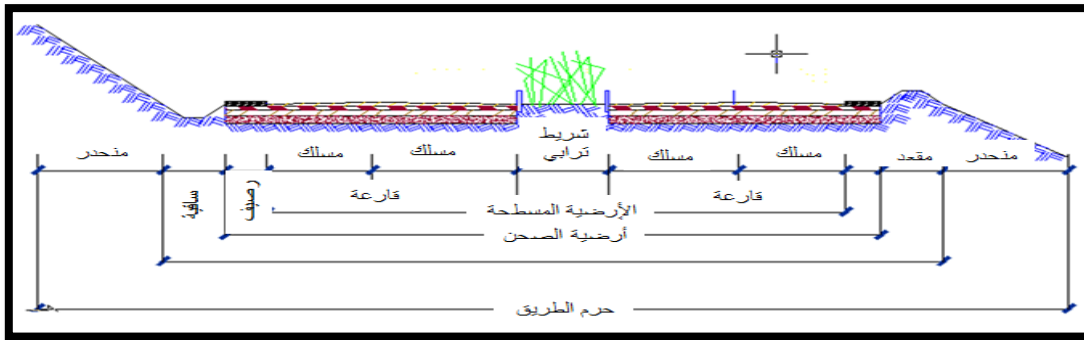 شريط
ترابي
منحدر
مقعد
مسلك
مسلك
مسلك
مسلك
منحدر
رصيف
ساقية
قارعة
قارعة
الأرضية المسطحة
أرضية الصحن
حرم الطريق